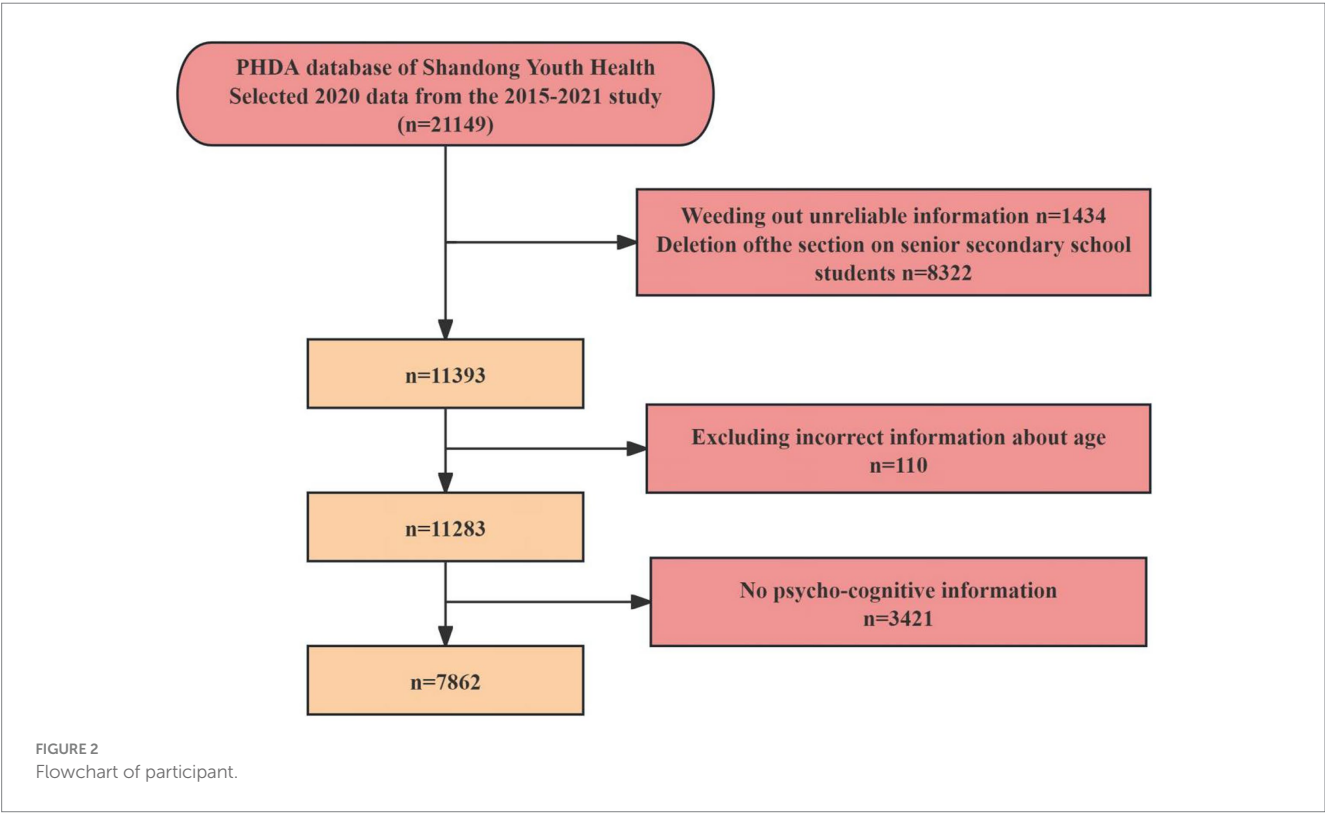 PHDA database of Shandong Youth Health
Selected 2020 data from the 2015-2021 study
(n=21149)
Weeding out unreliable information n=1434
Deletion ofthe section on senior secondary school
students n=8322
n=11393
Excluding incorrect information about age
n=110
n=11283
No psycho-cognitive information
n=3421
n=7862
FIGURE 2
Flowchart of participant.